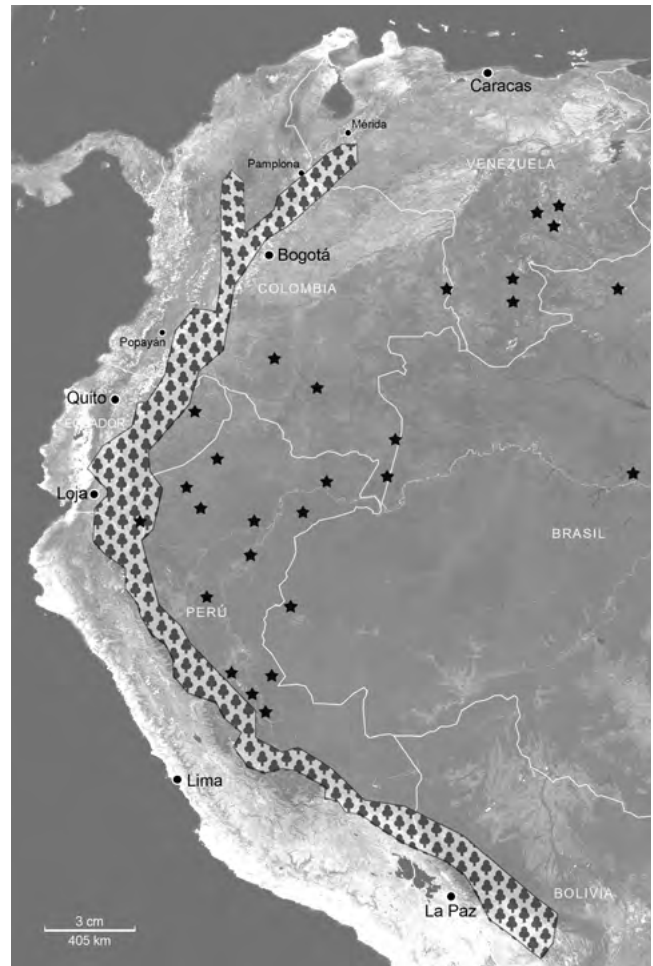 Caracas
Mérida
Pamplona
VENEZUELA
Bogotá
COLOMBIA
Popayán
Quito
ECUADOR
Loja
BRASIL
PERÚ
Lima
BOLIVIA
La Paz
3 cm
405 km